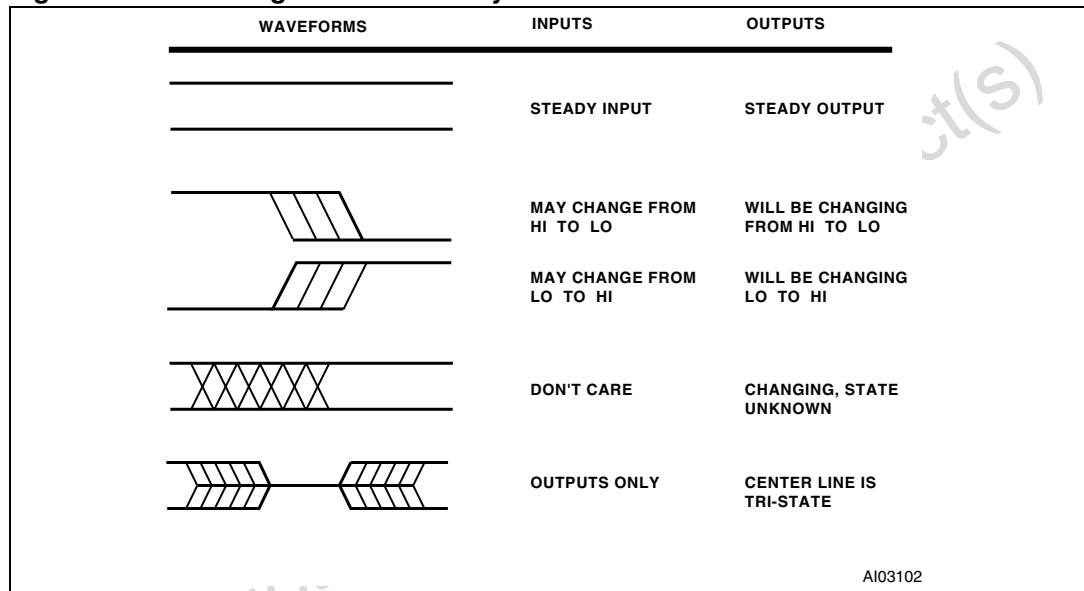 WAVEFORMS INPUTS OUTPUTS
STEADY INPUT STEADY OUTPUT
MAY CHANGE FROM WILL BE CHANGING
HI TO LO FROM HI TO LO
MAY CHANGE FROM WILL BE CHANGING
LO TO HI LO TO HI
DON'T CARE CHANGING, STATE
UNKNOWN
OUTPUTS ONLY CENTER LINE IS
TRI-STATE
AI03102
ct(s)